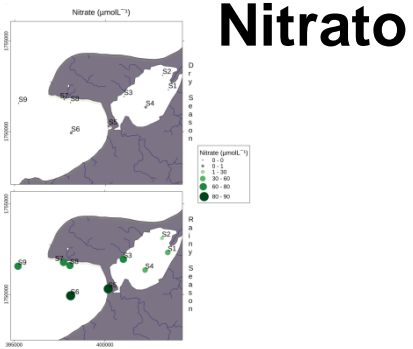 Nitrato
Nitrate (µmolL⁻¹)
1755000
S2
S1
S3
S4
S7
S8
S9
S5
S6
1750000
Dry Season
Nitrate (µmolL⁻¹)
0 - 0
0 - 1
1 - 30
30 - 60
60 - 80
80 - 90
1755000
S2
S1
S3
S4
S7
S8
S9
S5
S6
1750000
Rainy Season
395000
400000